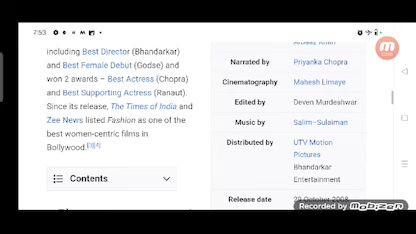 7:53
including Best Director (Bhandarkar)
and Best Female Debut (Godse) and
won 2 awards – Best Actress (Chopra)
and Best Supporting Actress (Ranaut).
Since its release, The Times of India and
Zee News listed Fashion as one of the
best women-centric films in
Bollywood.[3][4]
Contents
Arbaaz Khan
Narrated by Priyanka Chopra
Cinematography Mahesh Limaye
Edited by Deven Murdeshwar
Music by Salim–Sulaiman
Distributed by UTV Motion
Pictures
Bhandarkar
Entertainment
Release date
Recorded by Mobizen